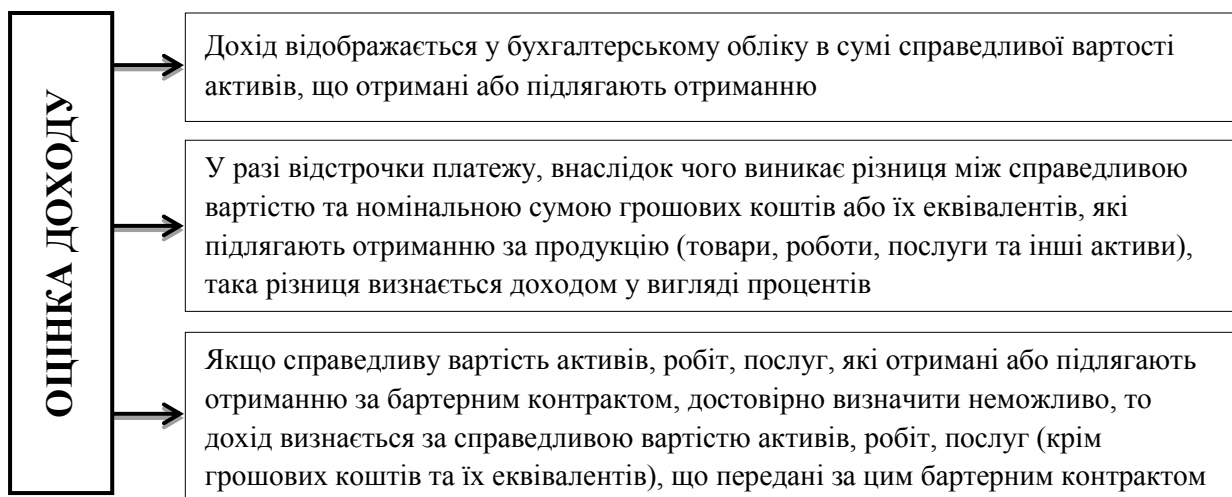 ОЦІНКА ДОХОДУ
Дохід відображається у бухгалтерському обліку в сумі справедливої вартості
активів, що отримані або підлягають отриманню
У разі відстрочки платежу, внаслідок чого виникає різниця між справедливою
вартістю та номінальною сумою грошових коштів або їх еквівалентів, які
підлягають отриманню за продукцію (товари, роботи, послуги та інші активи),
така різниця визнається доходом у вигляді процентів
Якщо справедливу вартість активів, робіт, послуг, які отримані або підлягають
отриманню за бартерним контрактом, достовірно визначити неможливо, то
дохід визнається за справедливою вартістю активів, робіт, послуг (крім
грошових коштів та їх еквівалентів), що передані за цим бартерним контрактом